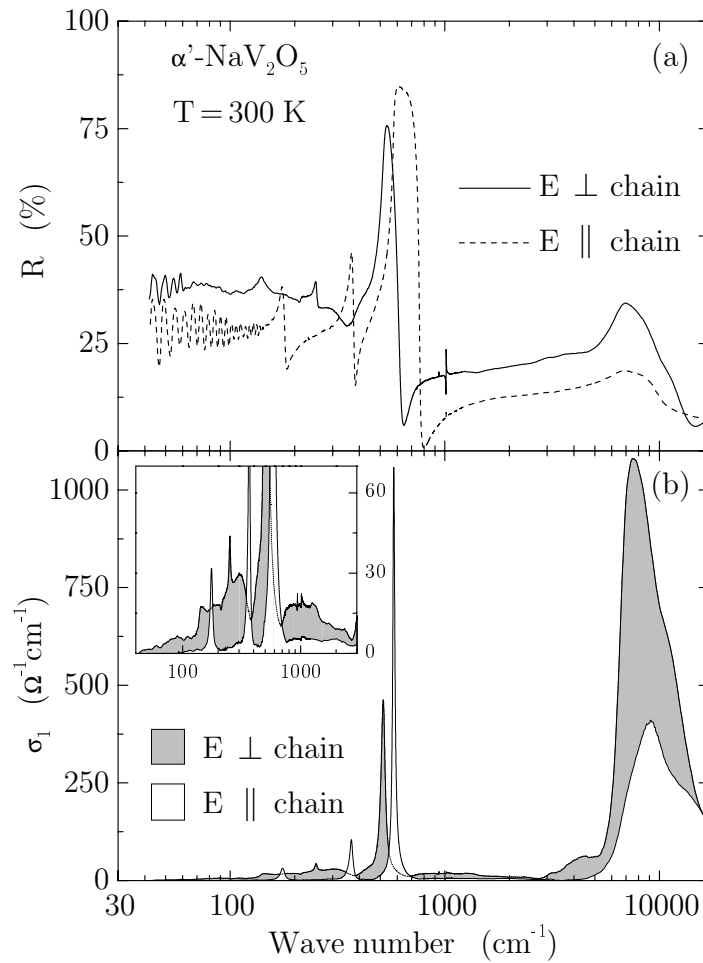 100
75
50
25
0
R (%)
α'-NaV₂O₅
T = 300 K
(a)
E ⊥ chain
E ∥ chain
1000
750
500
250
0
σ₁ (Ω⁻¹cm⁻¹)
(b)
60
30
0
100 1000
E ⊥ chain
E ∥ chain
30 100 1000 10000
Wave number (cm⁻¹)